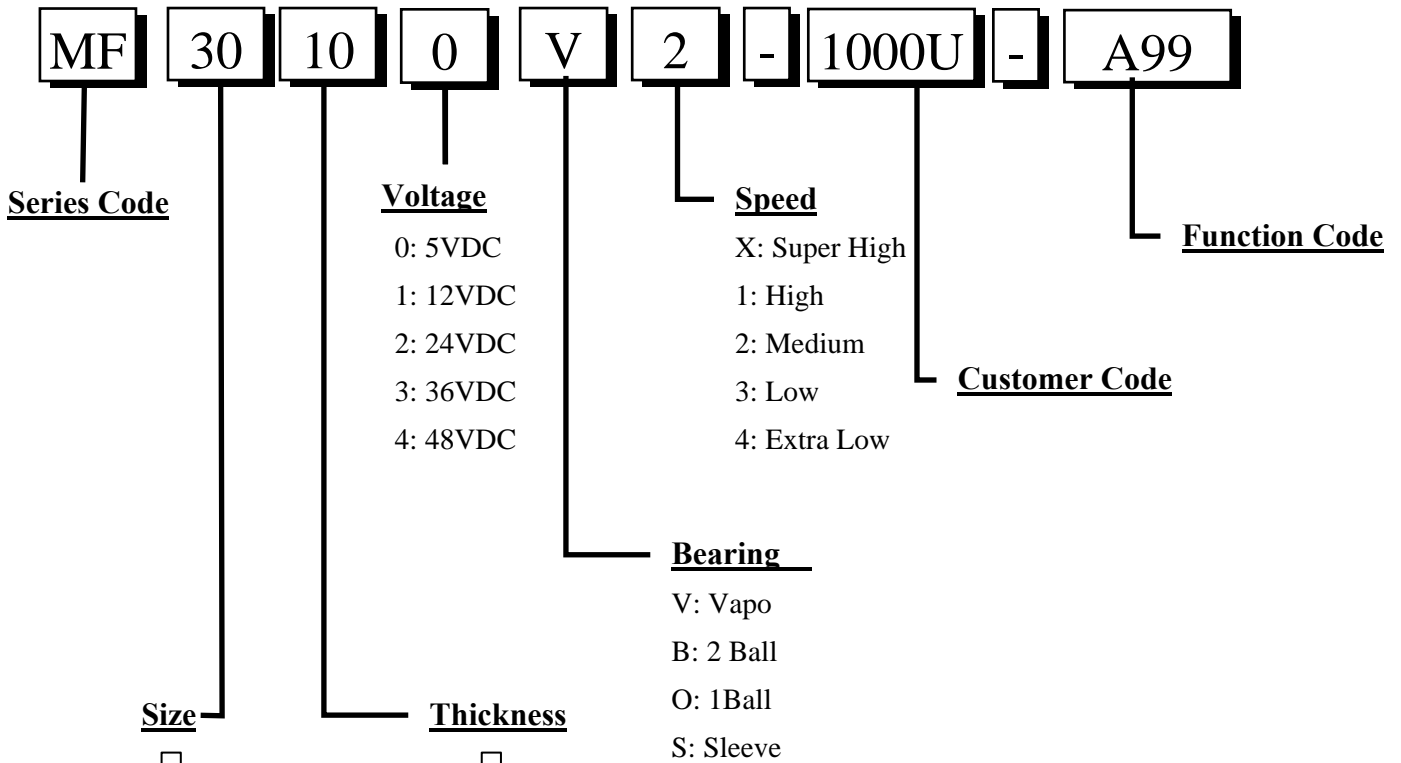 MF 30 10 0 V 2 - 1000U - A99
Series Code
Voltage
0: 5VDC
1: 12VDC
2: 24VDC
3: 36VDC
4: 48VDC
Speed
X: Super High
1: High
2: Medium
3: Low
4: Extra Low
Function Code
Customer Code
Bearing
V: Vapo
B: 2 Ball
O: 1Ball
S: Sleeve
Size
Thickness